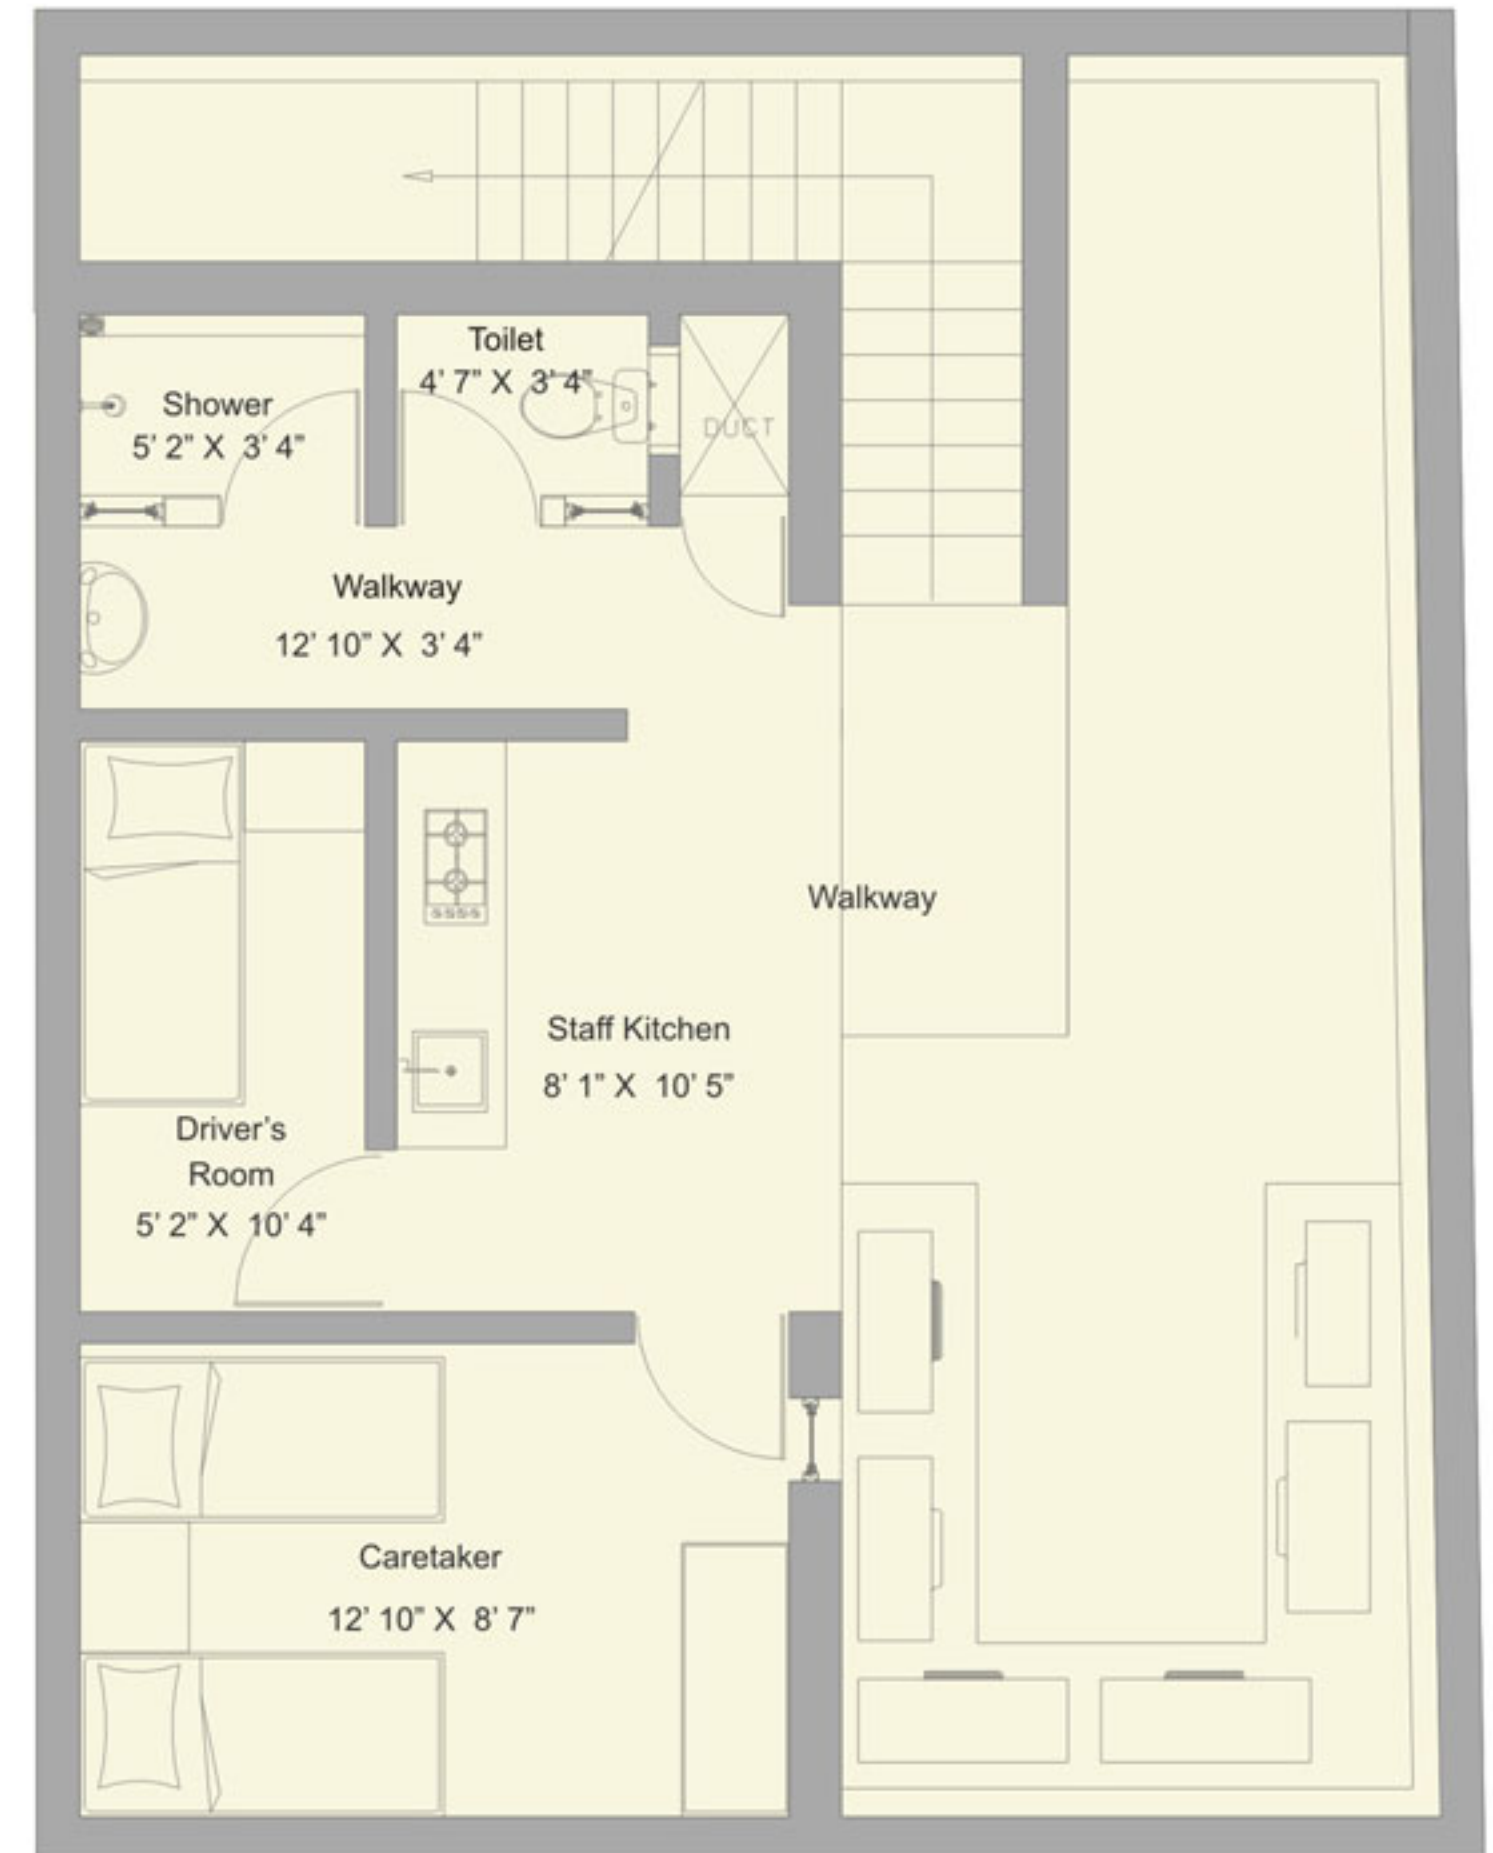 Toilet
4’ 7” X 3’ 4”
Shower
5’ 2” X 3’ 4”
DUCT
Walkway
12’ 10” X 3’ 4”
Walkway
Staff Kitchen
8’ 1” X 10’ 5”
Driver’s
Room
5’ 2” X 10’ 4”
Caretaker
12’ 10” X 8’ 7”